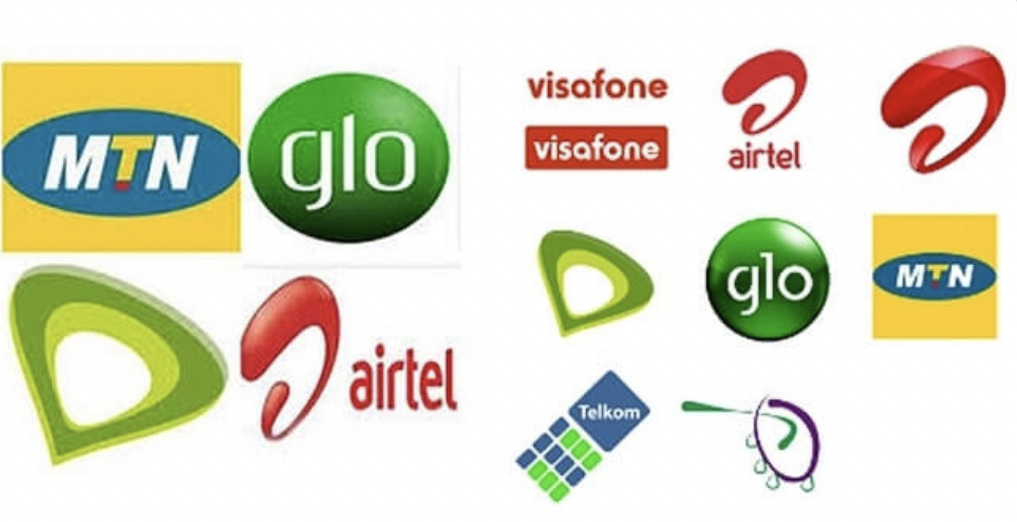 MTN
glo
airtel
visafone
visafone
airtel
glo
MTN
Telkom